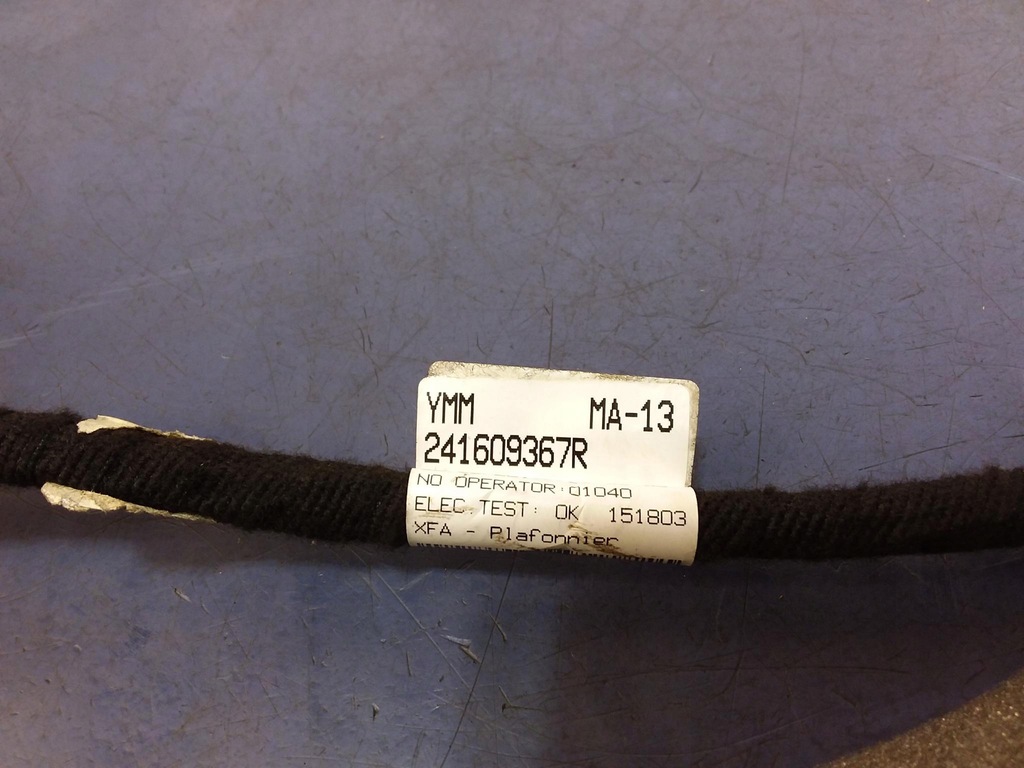 YMM MA-13
241609367R
NO OPERATOR:01040
ELEC.TEST: OK 151803
XFA - Plafonnier